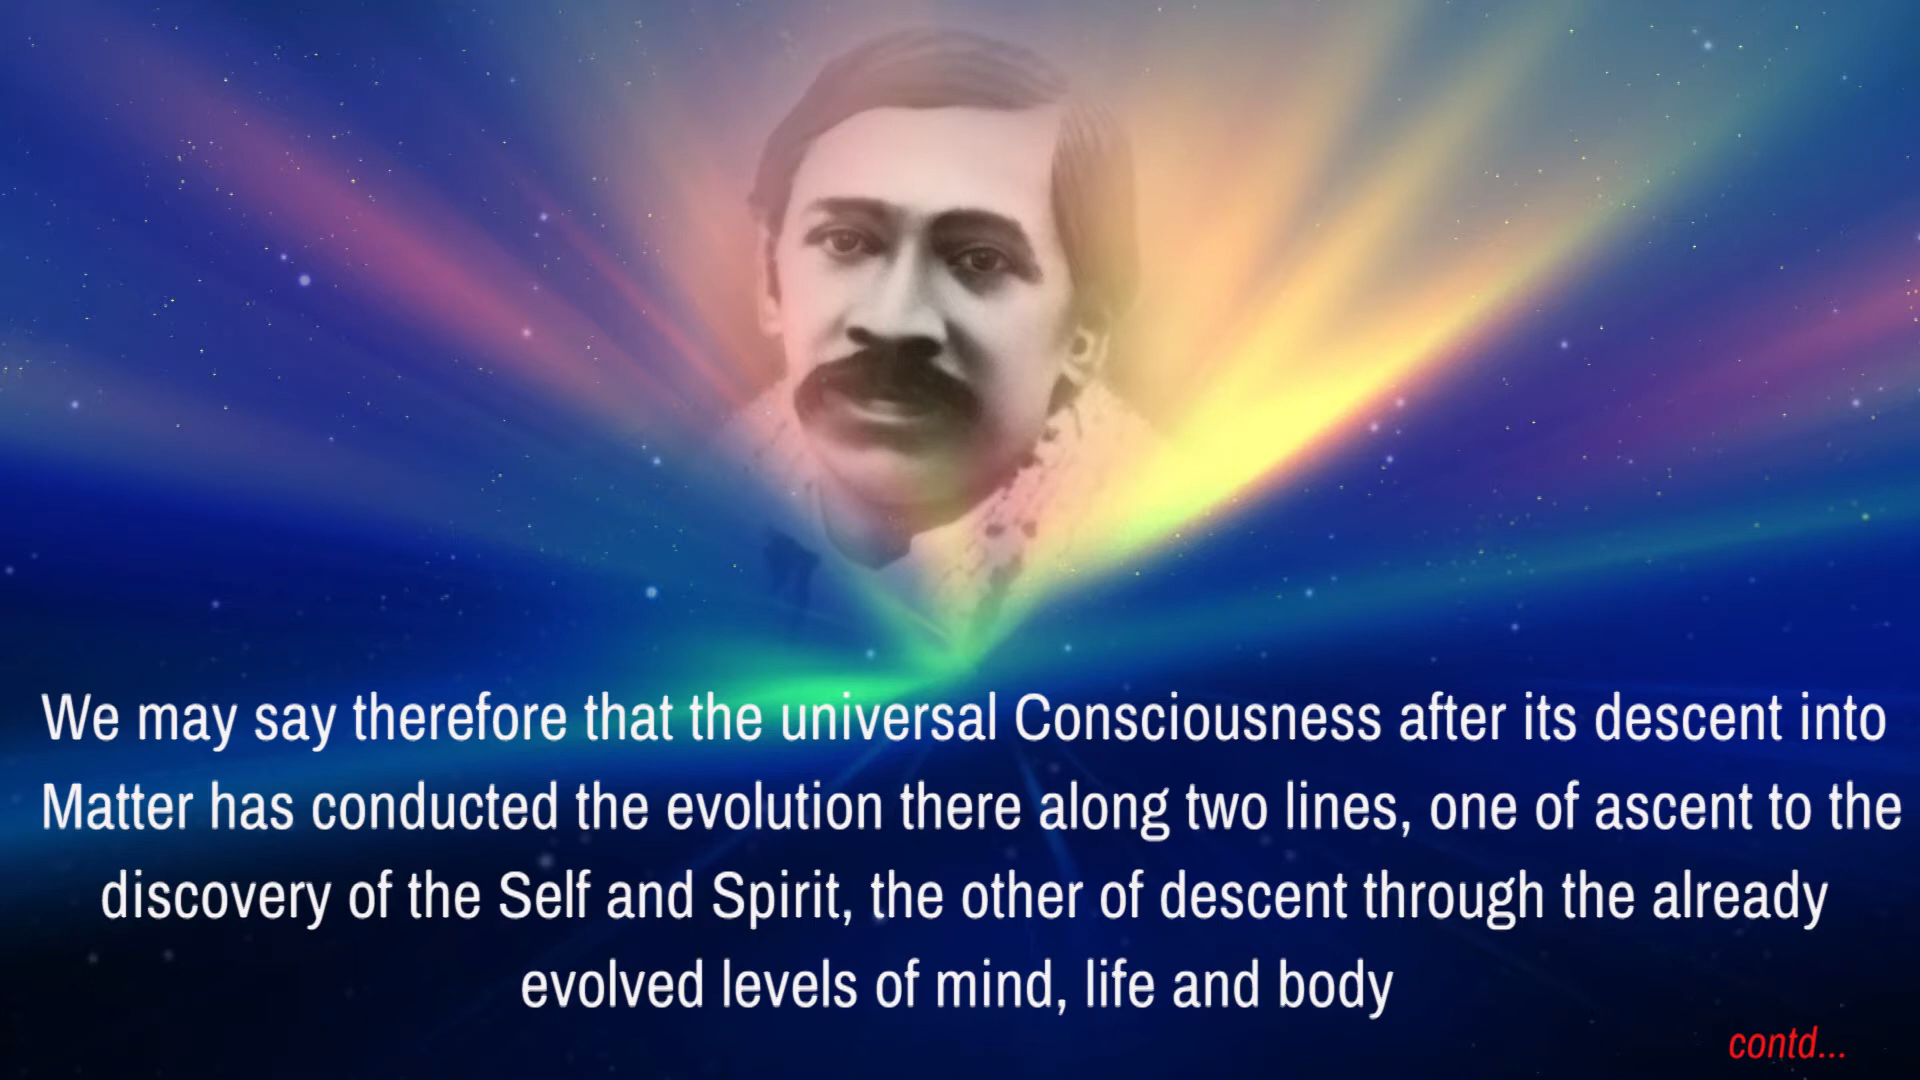 We may say therefore that the universal Consciousness after its descent into
Matter has conducted the evolution there along two lines, one of ascent to the
discovery of the Self and Spirit, the other of descent through the already
evolved levels of mind, life and body
contd...